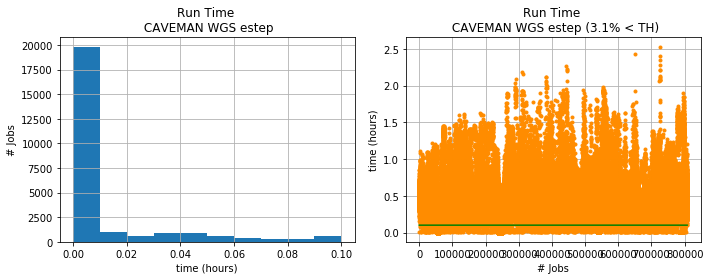 Run Time
CAVEMAN WGS estep
20000
17500
15000
12500
10000
7500
5000
2500
0
# Jobs
0.00 0.02 0.04 0.06 0.08 0.10
time (hours)
Run Time
CAVEMAN WGS estep (3.1% < TH)
2.5
2.0
1.5
1.0
0.5
0.0
time (hours)
0 100000 200000 300000 400000 500000 600000 700000 800000
# Jobs